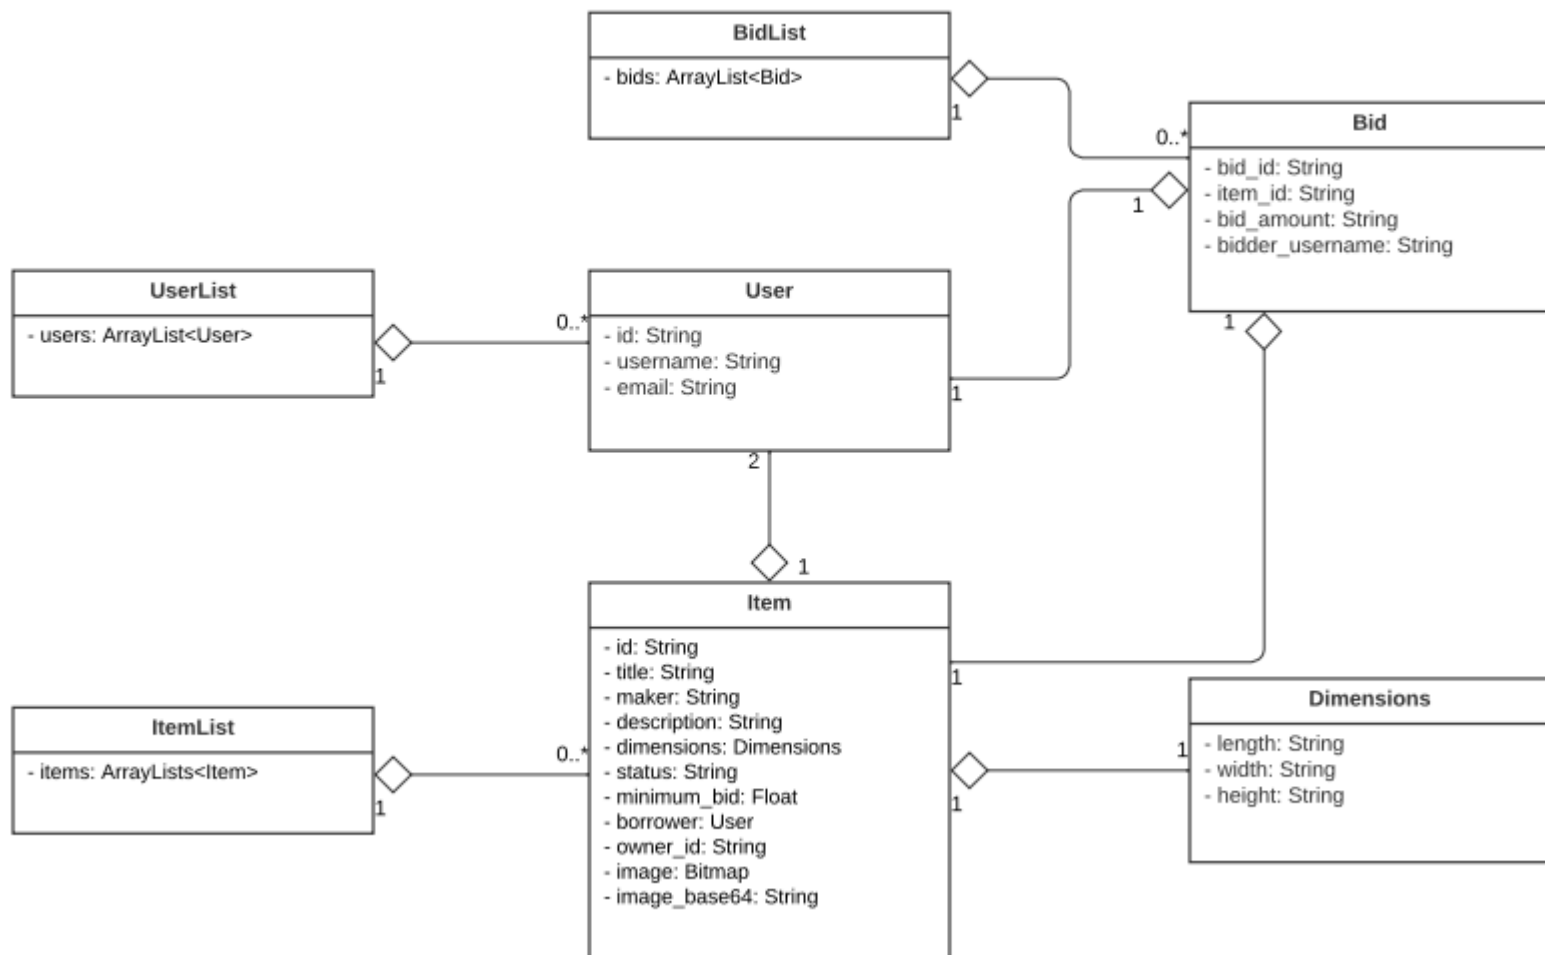 BidList
- bids: ArrayList<Bid>
1
0..*
Bid
- bid_id: String
- item_id: String
- bid_amount: String
- bidder_username: String
1
1
UserList
- users: ArrayList<User>
1
0..*
User
- id: String
- username: String
- email: String
1
2
1
Item
- id: String
- title: String
- maker: String
- description: String
- dimensions: Dimensions
- status: String
- minimum_bid: Float
- borrower: User
- owner_id: String
- image: Bitmap
- image_base64: String
1
ItemList
- items: ArrayLists<Item>
1
0..*
1
1
Dimensions
- length: String
- width: String
- height: String